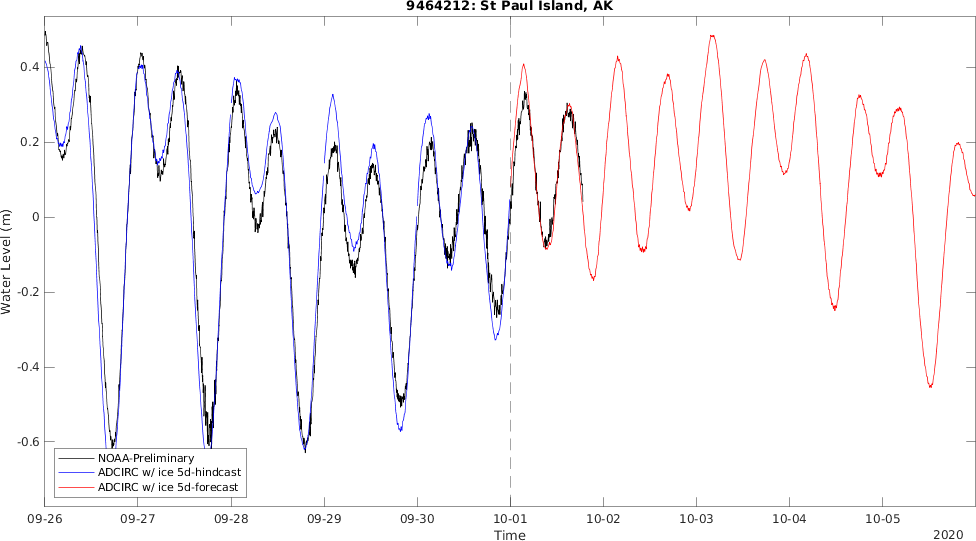 9464212: St Paul Island, AK
Water Level (m)
0.4
0.2
0
-0.2
-0.4
-0.6
NOAA-Preliminary
ADCIRC w/ ice 5d-hindcast
ADCIRC w/ ice 5d-forecast
09-26 09-27 09-28 09-29 09-30 10-01 10-02 10-03 10-04 10-05
Time
2020